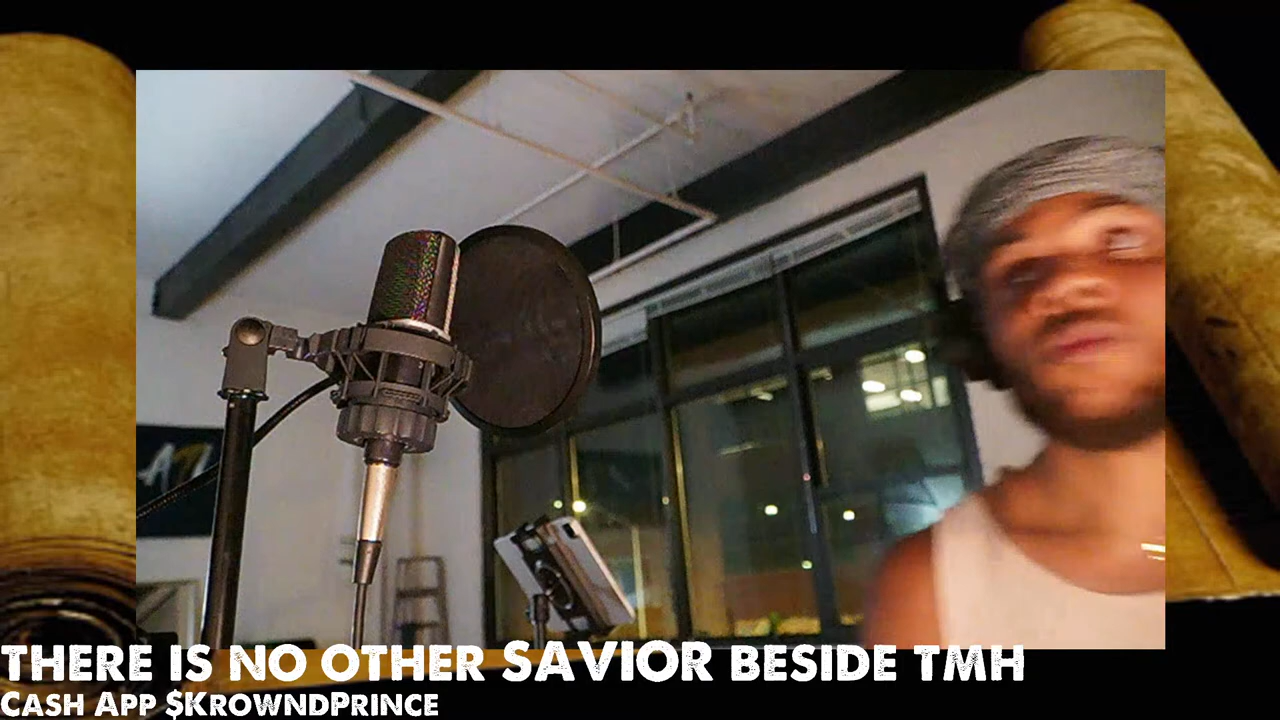 THERE IS NO OTHER SAVIOR BESIDE TMH
CASH APP $KROWNDPRINCE